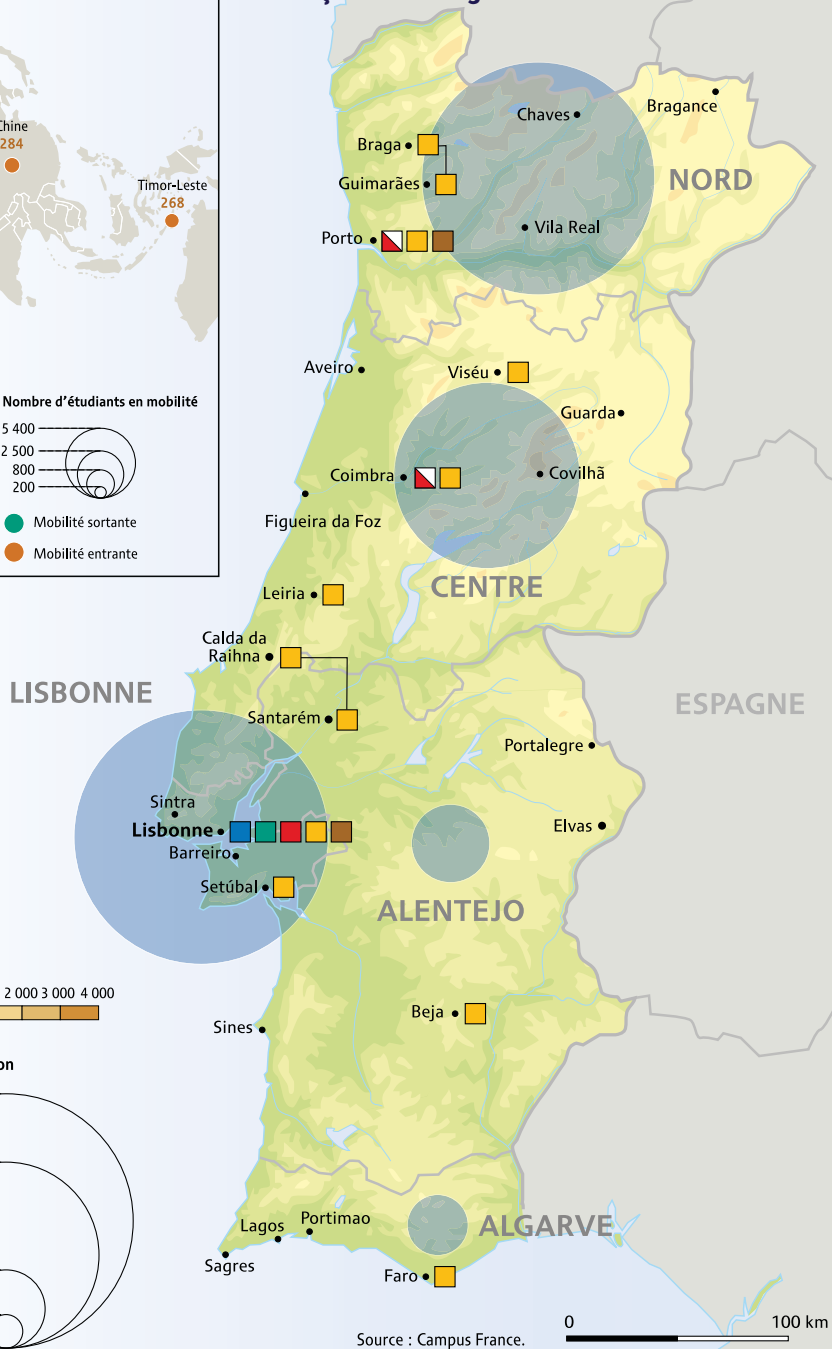 Chine
284
Timor-Leste
268
Nombre d'étudiants en mobilité
5 400
2 500
800
200
Mobilité sortante
Mobilité entrante
Chaves
Bragance
Braga
NORD
Guimarães
Vila Real
Porto
Aveiro
Viséu
Guarda
Coimbra
Covilhã
Figueira da Foz
CENTRE
Leiria
Calda da
Raihna
LISBONNE
ESPAGNE
Santarém
Portalegre
Sintra
Lisbonne
Elvas
Barreiro
Setúbal
ALENTEJO
2 000 3 000 4 000
Beja
Sines
Lagos
Portimao
ALGARVE
Sagres
Faro
0
100 km
Source : Campus France.